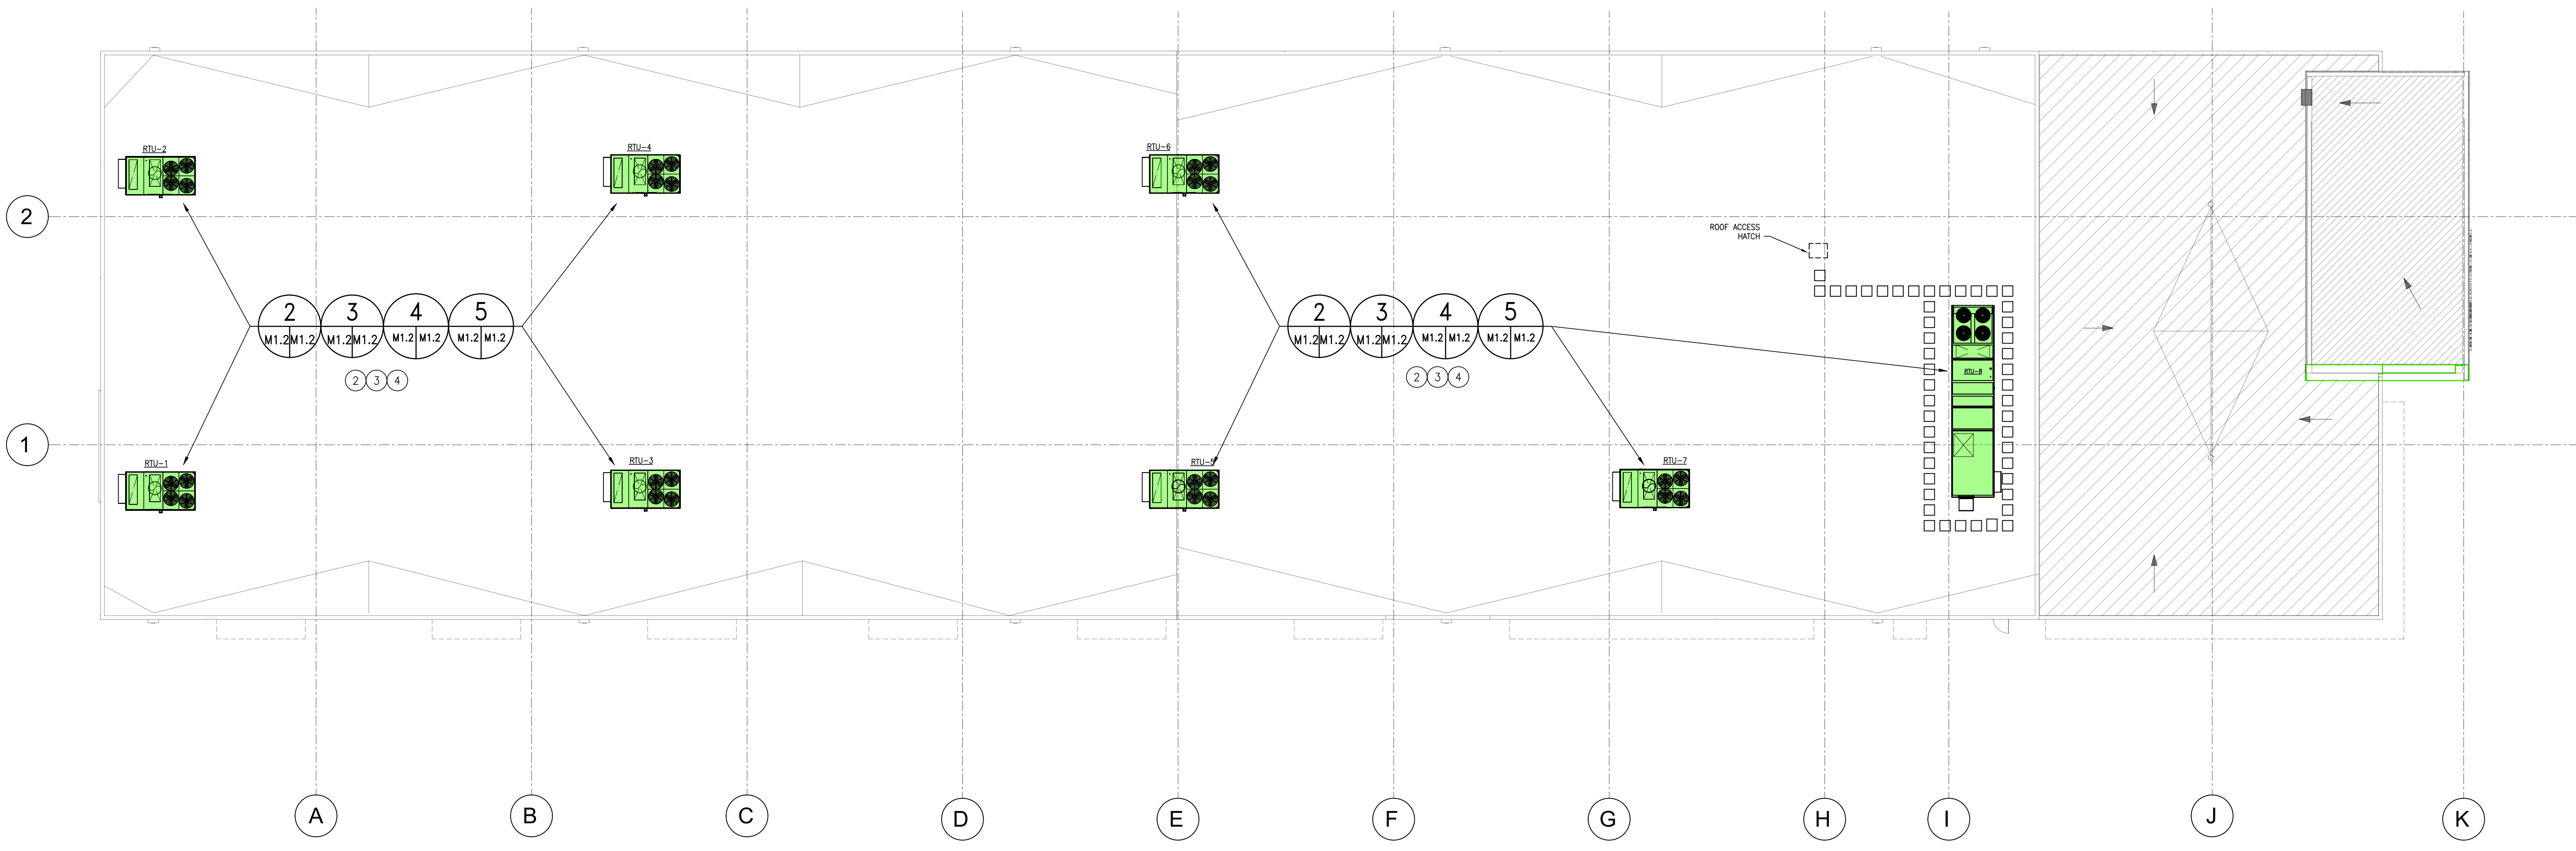 RTU-2
RTU-4
RTU-6
2
ROOF ACCESS
HATCH
2 3 4 5
M1.2 M1.2 M1.2 M1.2 M1.2 M1.2 M1.2 M1.2
2 3 4
2 3 4 5
M1.2 M1.2 M1.2 M1.2 M1.2 M1.2 M1.2 M1.2
2 3 4
RTU-8
1
RTU-1
RTU-3
RTU-5
RTU-7
A B C D E F G H I J K